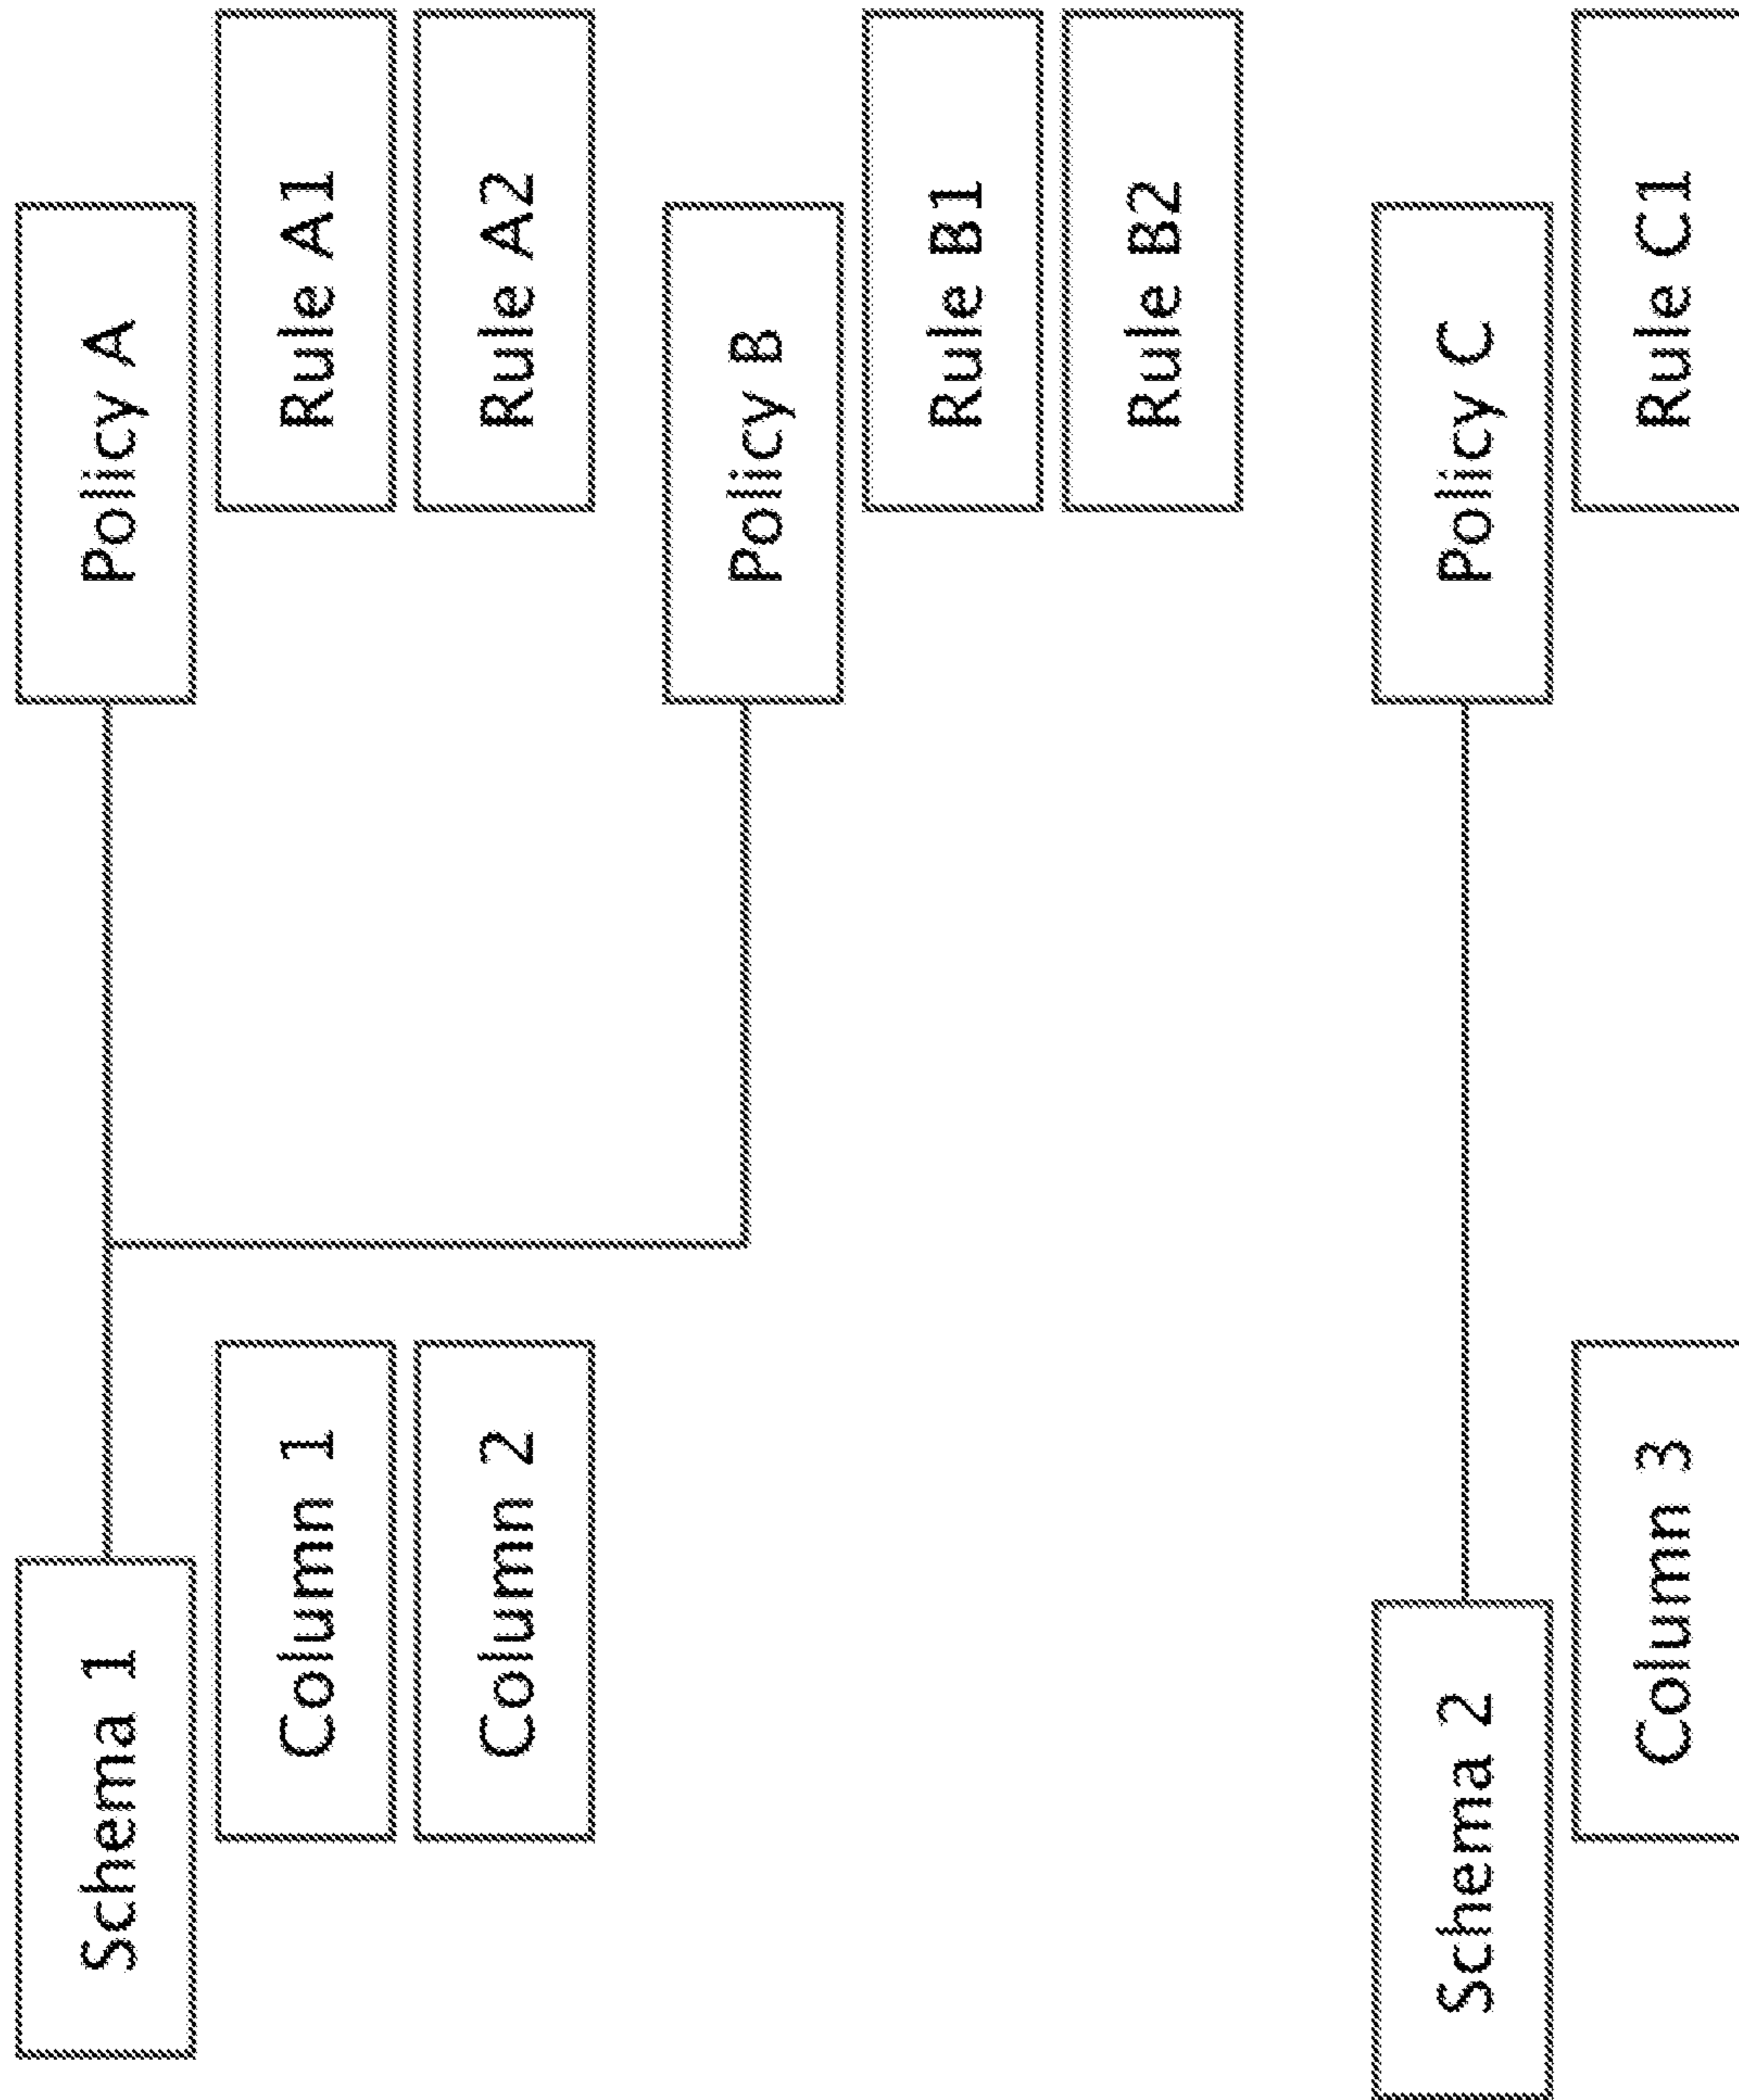 Schema 1
Policy A
Column 1
Rule A1
Column 2
Rule A2
Policy B
Rule B1
Rule B2
Schema 2
Policy C
Column 3
Rule C1